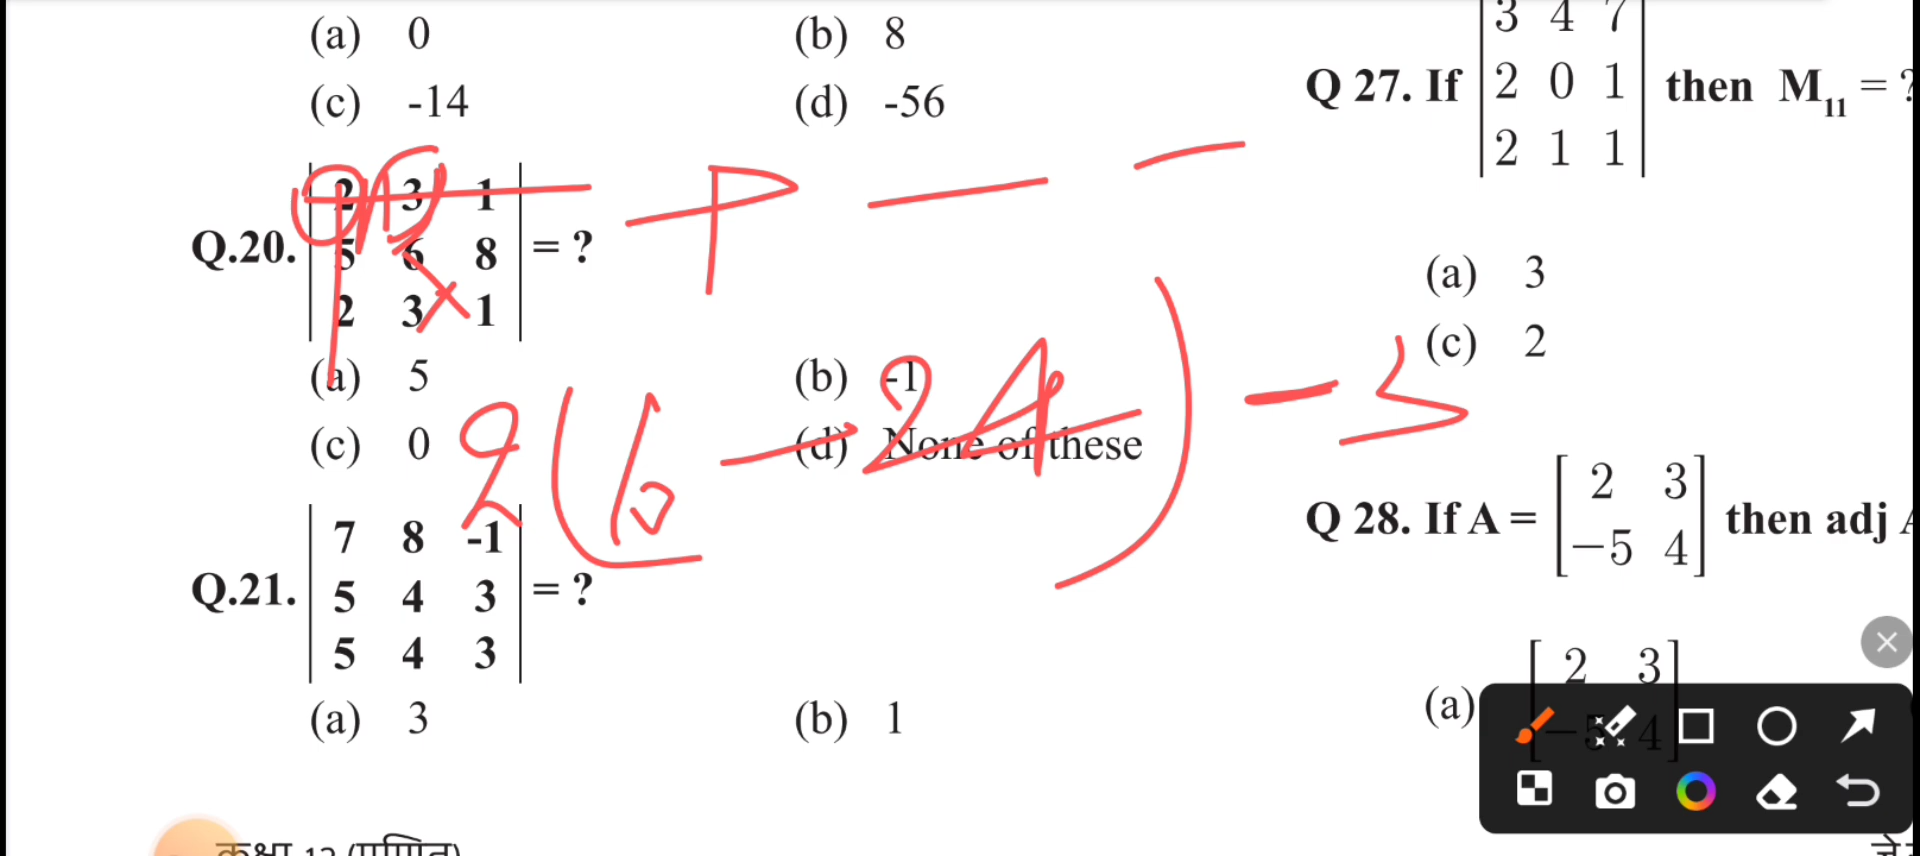 (a) 0 (b) 8
(c) -14 (d) -56
Q.20. | 2 3 1 |
| 5 6 8 | = ?
| 2 3 1 |
(a) 5 (b) -1
(c) 0 (d) None of these
2(6 - 24) - 3
Q.21. | 7 8 -1 |
| 5 4 3 | = ?
| 5 4 3 |
(a) 3 (b) 1
कक्षा 12 (गणित)
Q 27. If | 3 4 7 |
| 2 0 1 | then M₁₁ = ?
| 2 1 1 |
(a) 3
(c) 2
Q 28. If A = [ 2 3 ] then adj
[ −5 4 ]
(a) [ 2 3 ]
[ −5 4 ]